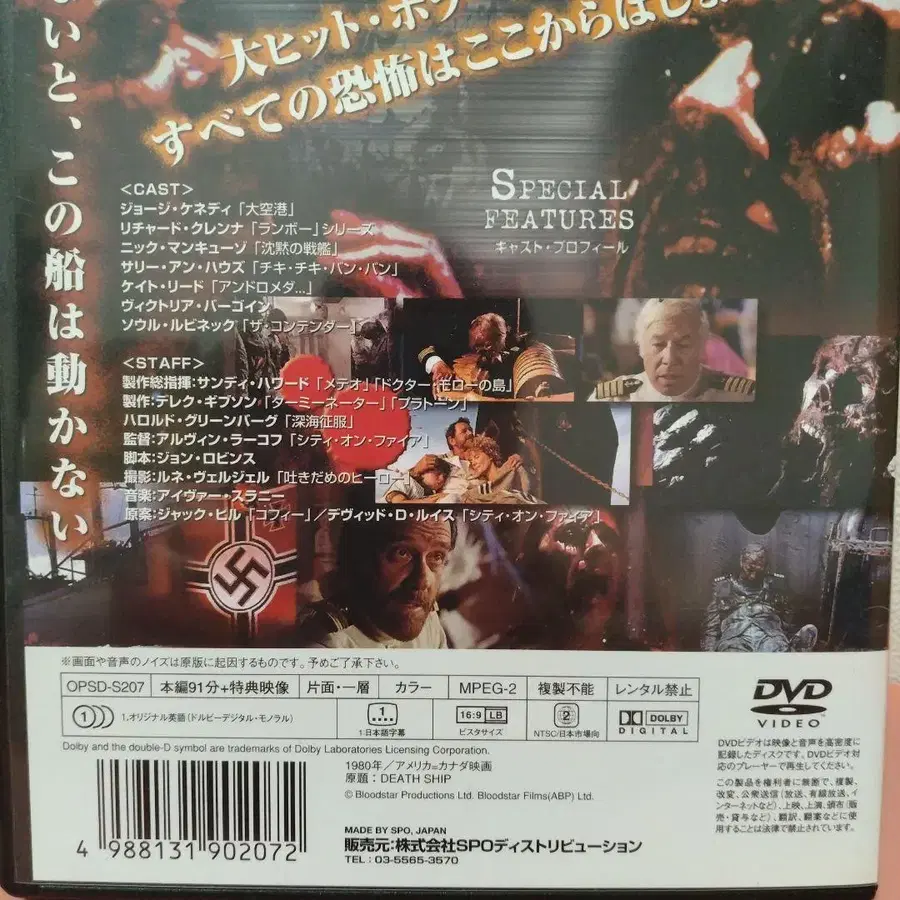 ないと、この船は動かない
大ヒット・ホラ
すべての恐怖はここからはじま
<CAST>
ジョージ・ケネディ「大空港」
リチャード・クレンナ「ランボー」シリーズ
ニック・マンキューゾ「沈黙の戦艦」
サリー・アン・ハウズ「チキ・チキ・バン・バン」
ケイト・リード「アンドロメダ…」
ヴィクトリア・バーゴイン
ソウル・ルビネック「ザ・コンテンダー」
SPECIAL
FEATURES
キャスト・プロフィール
<STAFF>
製作総指揮:サンディ・ハワード「メテオ」「ドクター・モローの島」
製作:デレク・ギブソン「ターミネーター」「プラトーン」
ハロルド・グリーンバーグ「深海征服」
監督:アルヴィン・ラーコフ「シティ・オン・ファイア」
脚本:ジョン・ロビンス
撮影:ルネ・ヴェルジェル「吐きだめのヒーロー」
音楽:アイヴァー・スラニー
原案:ジャック・ヒル「コフィー」/デヴィッド・D・ルイス「シティ・オン・ファイア」
※画面や音声のノイズは原版に起因するものです。予めご了承下さい。
OPSD-S207 本編91分+特典映像 片面・一層 カラー MPEG-2 複製不能 レンタル禁止
1 1.オリジナル英語(ドルビーデジタル・モノラル)
1 1.日本語字幕
16:9 LB ビスタサイズ
2 NTSC/日本市場向
DOLBY
DIGITAL
DVD
VIDEO
Dolby and the double-D symbol are trademarks of Dolby Laboratories Licensing Corporation.
1980年/アメリカ=カナダ映画
原題:DEATH SHIP
© Bloodstar Productions Ltd. Bloodstar Films(ABP) Ltd.
MADE BY SPO, JAPAN
販売元:株式会社SPOディストリビューション
TEL:03-5565-3570
4 988131 902072
DVDビデオは映像と音声を高密度に
記録したディスクです。DVDビデオ対
応のプレーヤーで再生してください。
この製品を権利者に無断で、複製、
改変、公衆送信(放送、有線放送、イ
ンターネットなど)、上映、上演、頒布(販
売・貸与など)、翻訳、翻案などに使
用することは法律で禁止されています。